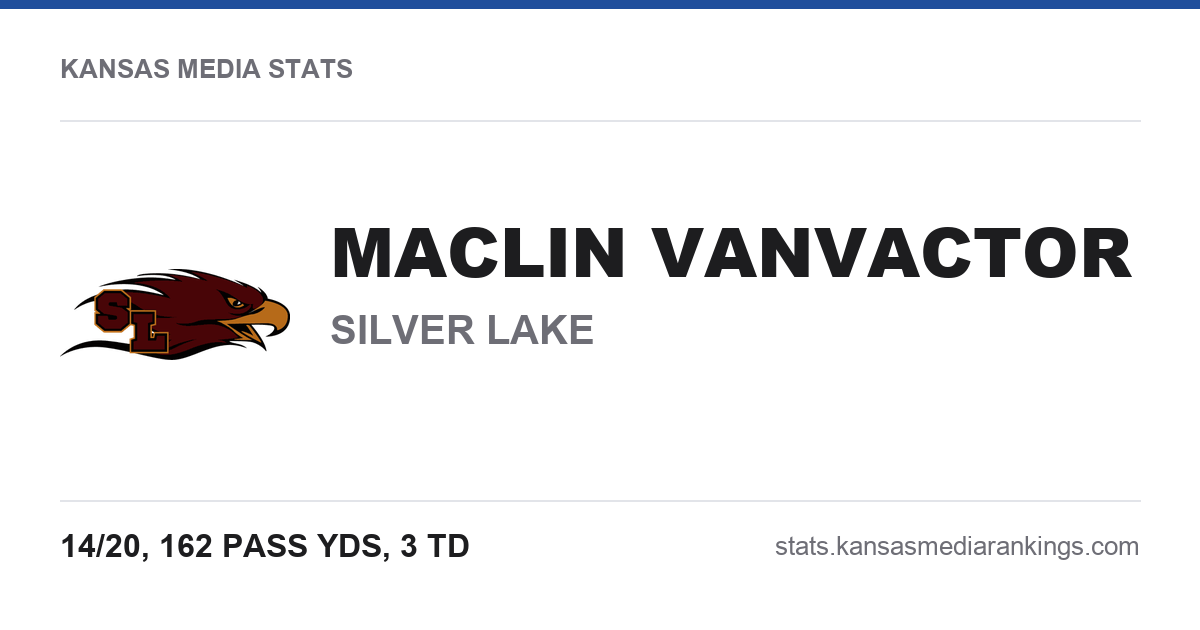 KANSAS MEDIA STATS
MACLIN VANVACTOR
SILVER LAKE
SL
14/20, 162 PASS YDS, 3 TD
stats.kansasmediarankings.com